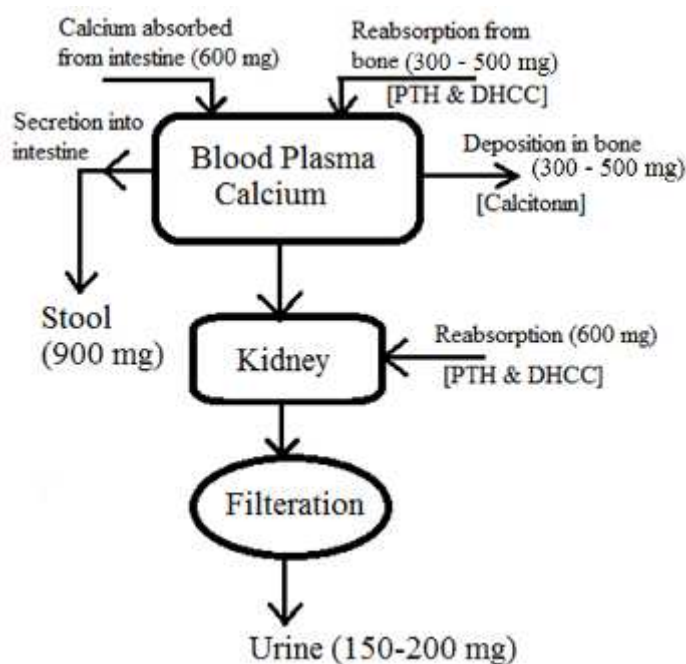 Calcium absorbed
from intestine (600 mg)
Reabsorption from
bone (300 - 500 mg)
[PTH & DHCC]
Secretion into
intestine
Blood Plasma
Calcium
Deposition in bone
(300 - 500 mg)
[Calcitonin]
Stool
(900 mg)
Kidney
Reabsorption (600 mg)
[PTH & DHCC]
Filteration
Urine (150-200 mg)